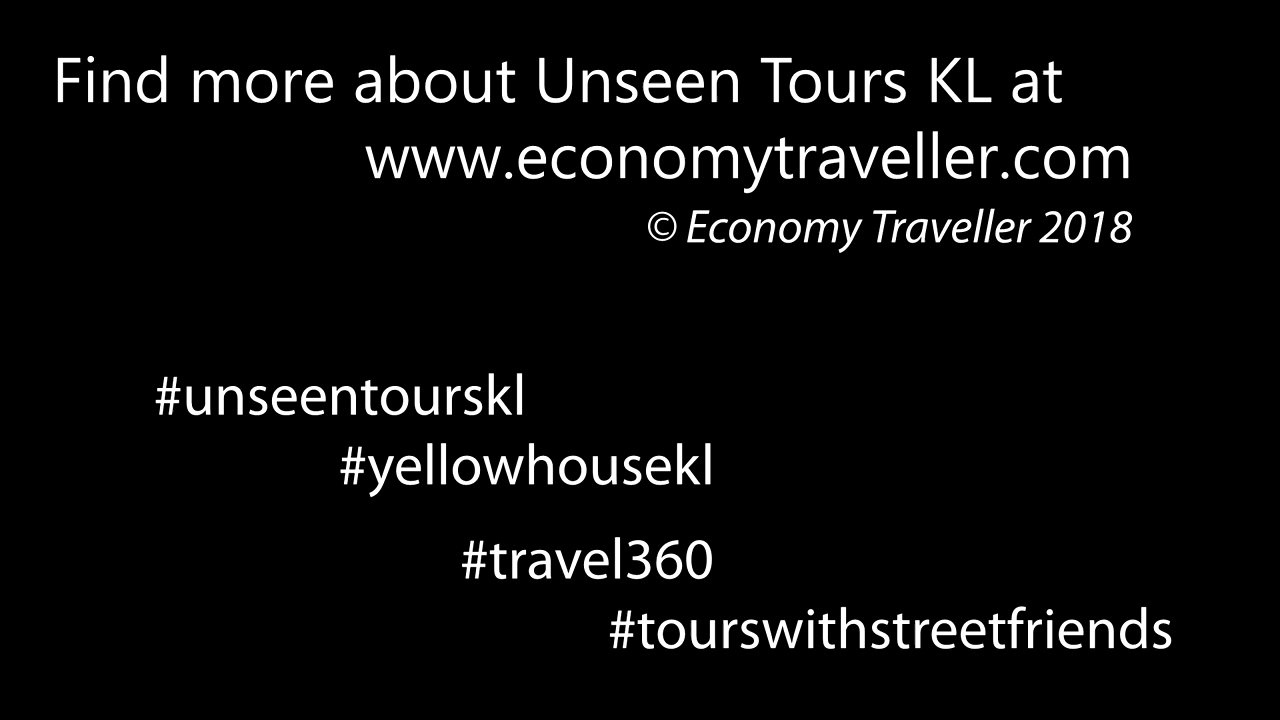 Find more about Unseen Tours KL at
www.economytraveller.com
© Economy Traveller 2018
#unseentourskl
#yellowhousekl
#travel360
#tourswithstreetfriends